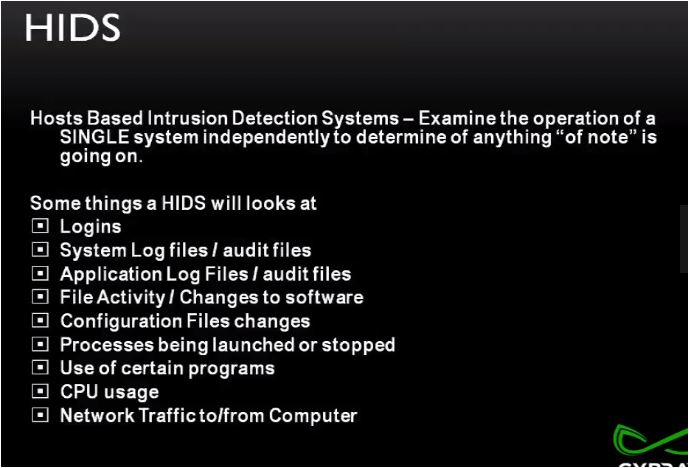 HIDS
Hosts Based Intrusion Detection Systems – Examine the operation of a
SINGLE system independently to determine of anything “of note” is
going on.
Some things a HIDS will looks at
Logins
System Log files / audit files
Application Log Files / audit files
File Activity / Changes to software
Configuration Files changes
Processes being launched or stopped
Use of certain programs
CPU usage
Network Traffic to/from Computer